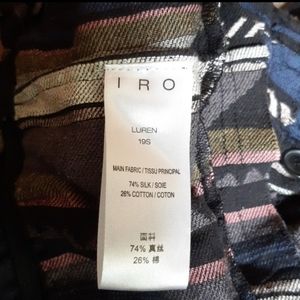 IRO
LUREN
19S
MAIN FABRIC / TISSU PRINCIPAL
74% SILK / SOIE
26% COTTON / COTON
面料
74% 真丝
26% 棉